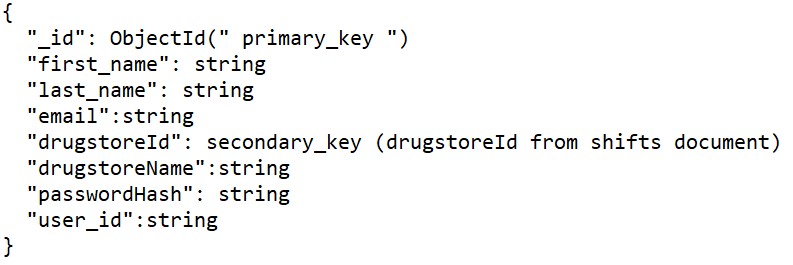 {
"_id": ObjectId(" primary_key ")
"first_name": string
"last_name": string
"email":string
"drugstoreId": secondary_key (drugstoreId from shifts document)
"drugstoreName":string
"passwordHash": string
"user_id":string
}